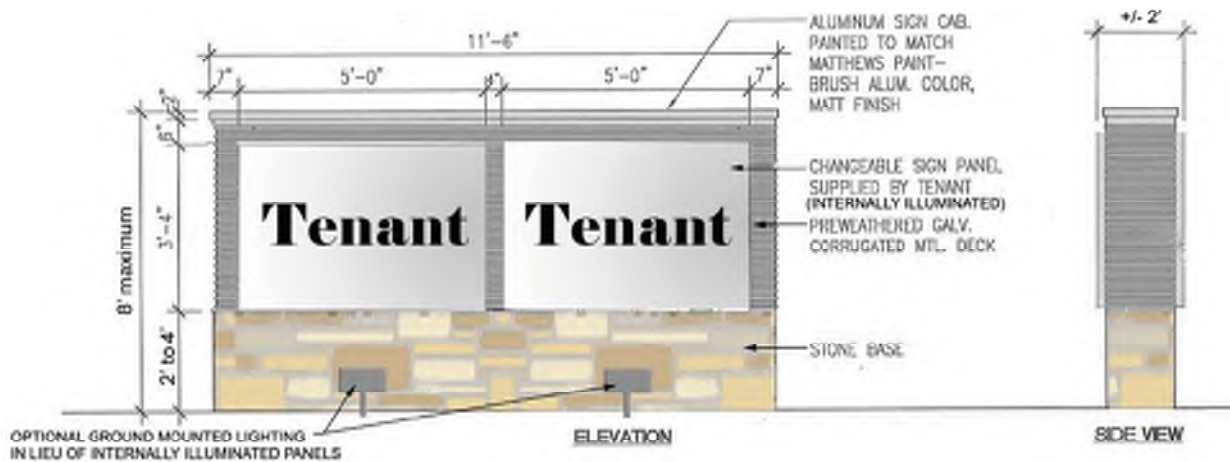 ALUMINUM SIGN CAB.
PAINTED TO MATCH
MATTHEWS PAINT-
BRUSH ALUM. COLOR,
MATT FINISH
+/- 2'
11'-6"
7" 5'-0" 5'-0" 7"
6"
CHANGEABLE SIGN PANEL
SUPPLIED BY TENANT
(INTERNALLY ILLUMINATED)
PREWEATHERED GALV.
CORRUGATED MTL. DECK
Tenant Tenant
8' maximum
3'-4"
2' to 4'
STONE BASE
OPTIONAL GROUND MOUNTED LIGHTING
IN LIEU OF INTERNALLY ILLUMINATED PANELS
ELEVATION
SIDE VIEW